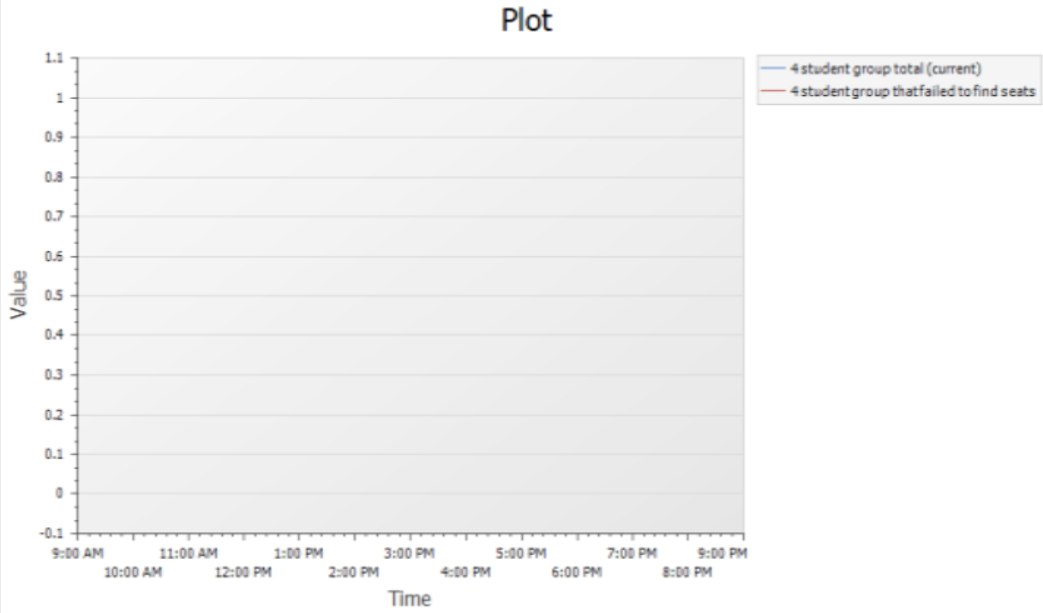 Plot
4 student group total (current)
4 student group that failed to find seats
Value
1.1
1
0.9
0.8
0.7
0.6
0.5
0.4
0.3
0.2
0.1
0
-0.1
9:00 AM 11:00 AM 1:00 PM 3:00 PM 5:00 PM 7:00 PM 9:00 PM
10:00 AM 12:00 PM 2:00 PM 4:00 PM 6:00 PM 8:00 PM
Time